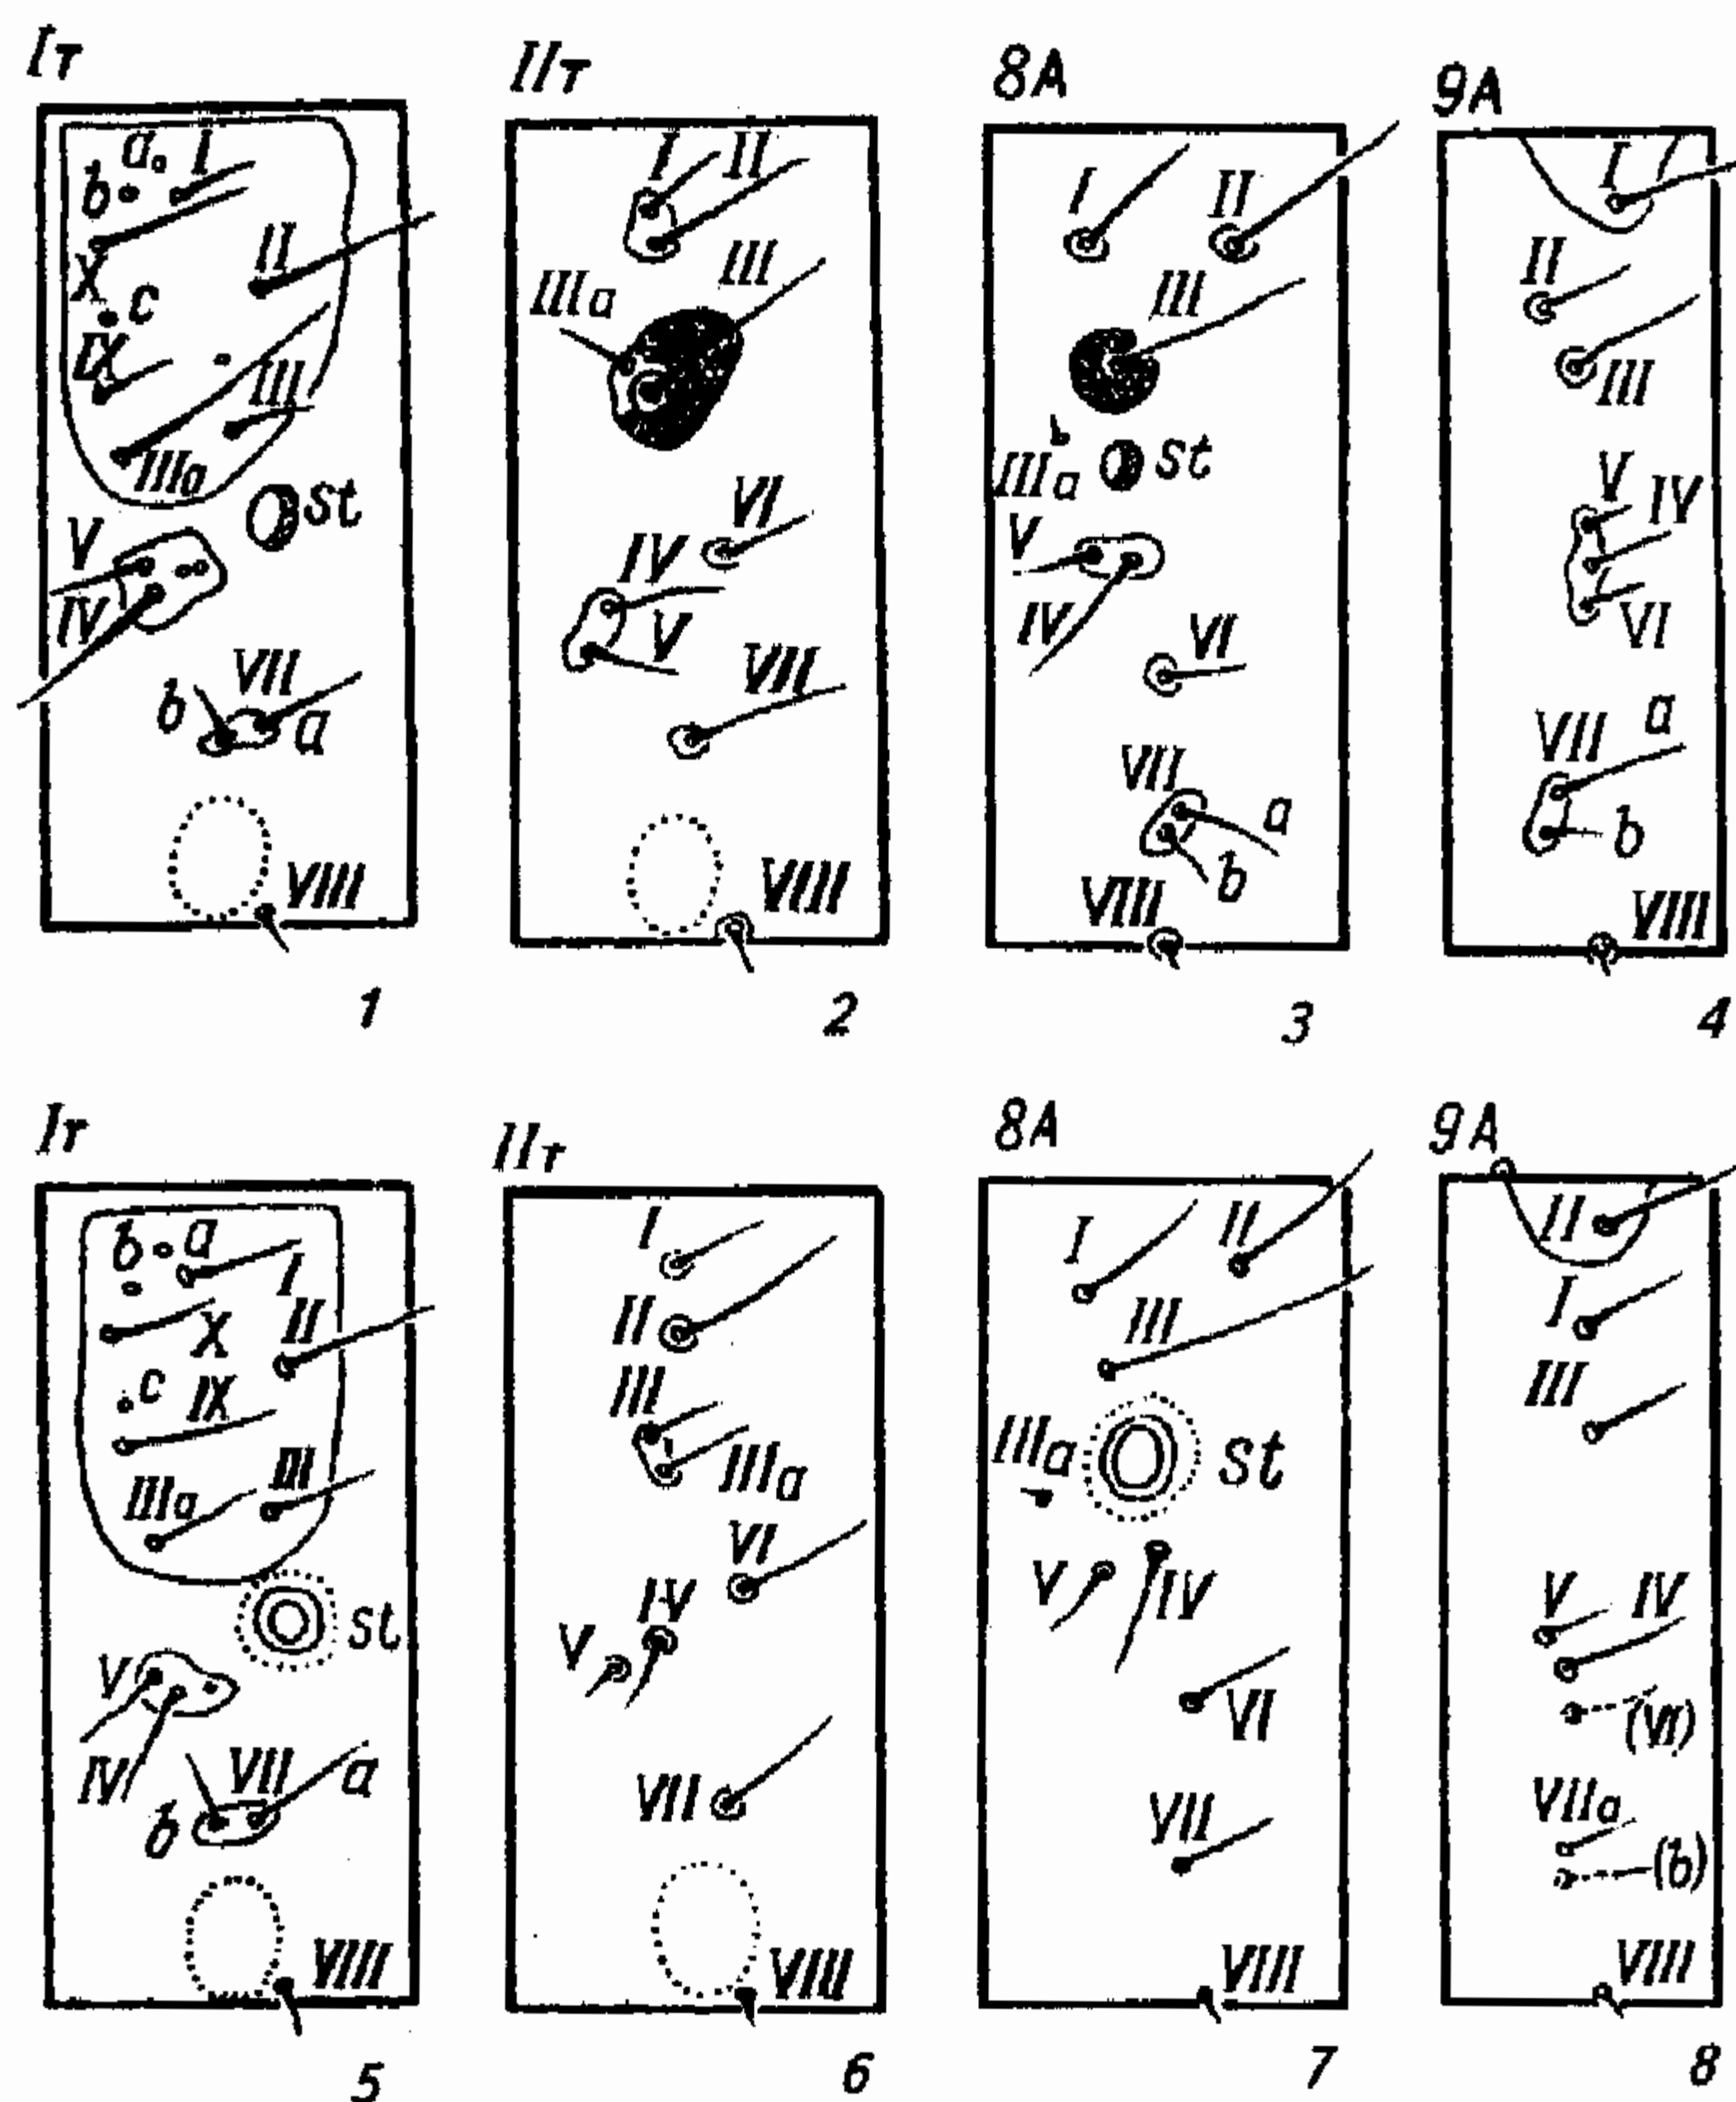 Iт IIт 8A 9A
a I
b
X
II
c
IX
III
IIIa
st
V
IV
VII
b a
VIII
1
I II
IIIa III
VI
IV
V
VII
VIII
2
I II
III
IIIa st
V
IV VI
VII
a
b
VIII
3
I
II
III
V IV
VI
VII a
b
VIII
4
Iт IIт 8A 9A
b a
I
X II
c IX
IIIa III
st
V
IV VII a
b
VIII
5
I
II
III
IIIa
VI
IV
V
VII
VIII
6
I II
III
IIIa st
V IV
VI
VII
VIII
7
II
I
III
V IV
(VI)
VIIa
(b)
VIII
8